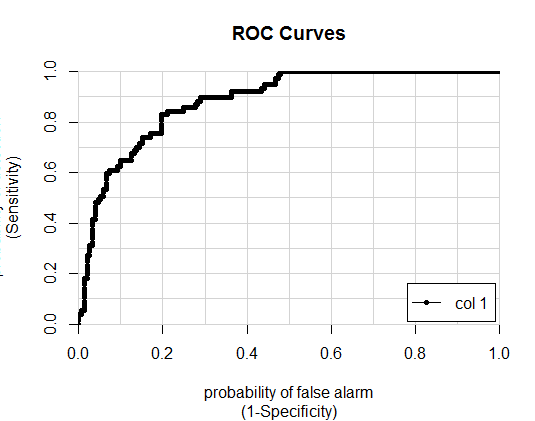 ROC Curves
(Sensitivity)
1.0
0.8
0.6
0.4
0.2
0.0
0.0 0.2 0.4 0.6 0.8 1.0
col 1
probability of false alarm
(1-Specificity)